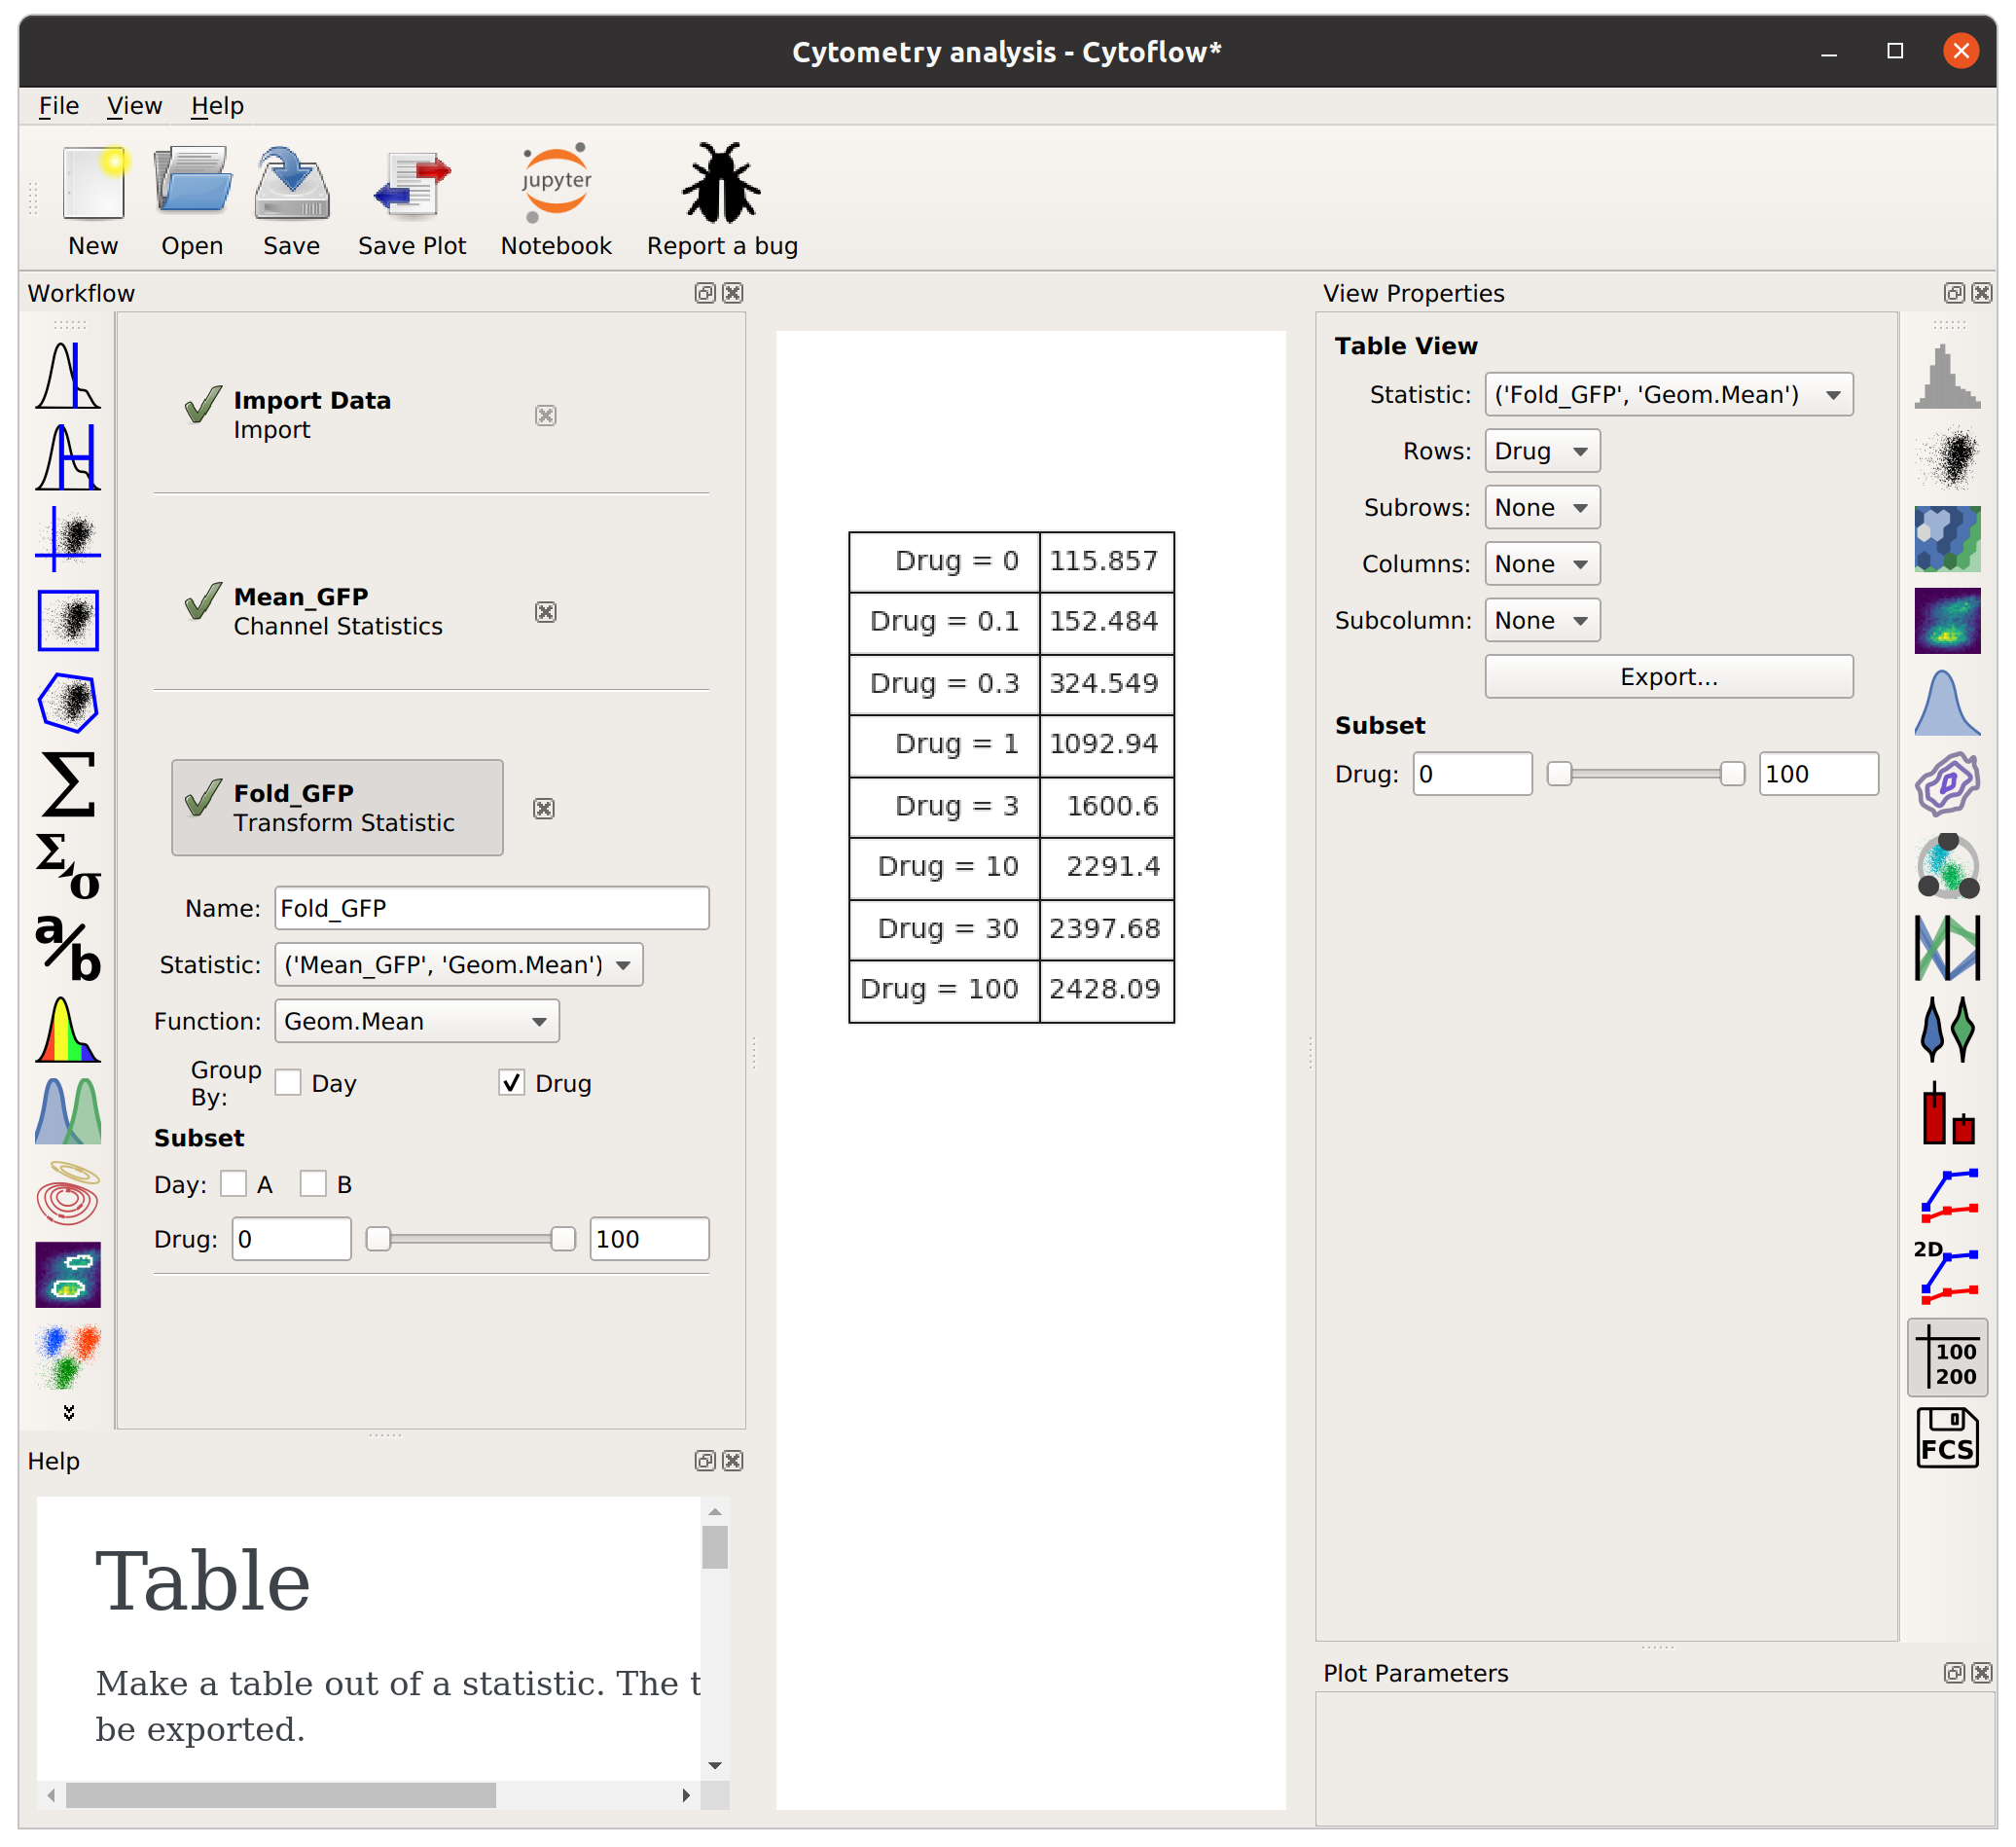 Cytometry analysis - Cytoflow*
File View Help
New Open Save Save Plot Notebook Report a bug
jupyter
Workflow
Import Data
Import
Mean_GFP
Channel Statistics
Fold_GFP
Transform Statistic
Name: Fold_GFP
Statistic: ('Mean_GFP', 'Geom.Mean')
Function: Geom.Mean
Group By: Day Drug
Subset
Day: A B
Drug: 0 100
Σ
Σ,σ
a/b
Help
Table
Make a table out of a statistic. The t
be exported.
Drug = 0 115.857
Drug = 0.1 152.484
Drug = 0.3 324.549
Drug = 1 1092.94
Drug = 3 1600.6
Drug = 10 2291.4
Drug = 30 2397.68
Drug = 100 2428.09
View Properties
Table View
Statistic: ('Fold_GFP', 'Geom.Mean')
Rows: Drug
Subrows: None
Columns: None
Subcolumn: None
Export...
Subset
Drug: 0 100
2D
100
200
FCS
Plot Parameters